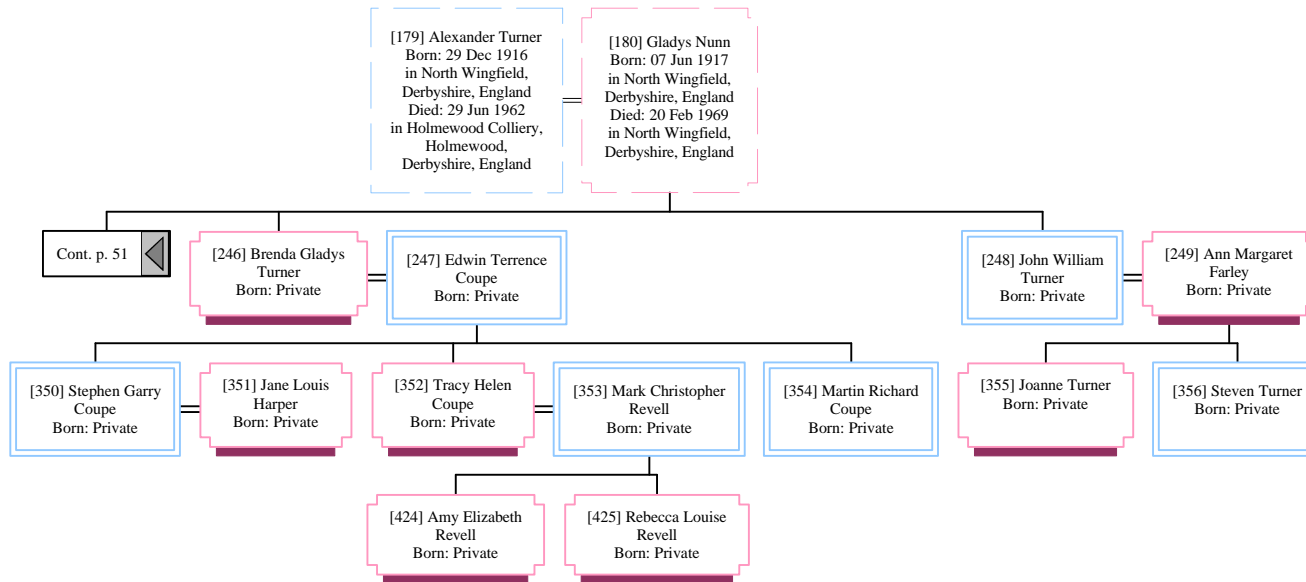 [179] Alexander Turner
Born: 29 Dec 1916
in North Wingfield,
Derbyshire, England
Died: 29 Jun 1962
in Holmewood Colliery,
Holmewood,
Derbyshire, England
[180] Gladys Nunn
Born: 07 Jun 1917
in North Wingfield,
Derbyshire, England
Died: 20 Feb 1969
in North Wingfield,
Derbyshire, England
Cont. p. 51
[246] Brenda Gladys
Turner
Born: Private
[247] Edwin Terrence
Coupe
Born: Private
[248] John William
Turner
Born: Private
[249] Ann Margaret
Farley
Born: Private
[350] Stephen Garry
Coupe
Born: Private
[351] Jane Louis
Harper
Born: Private
[352] Tracy Helen
Coupe
Born: Private
[353] Mark Christopher
Revell
Born: Private
[354] Martin Richard
Coupe
Born: Private
[355] Joanne Turner
Born: Private
[356] Steven Turner
Born: Private
[424] Amy Elizabeth
Revell
Born: Private
[425] Rebecca Louise
Revell
Born: Private